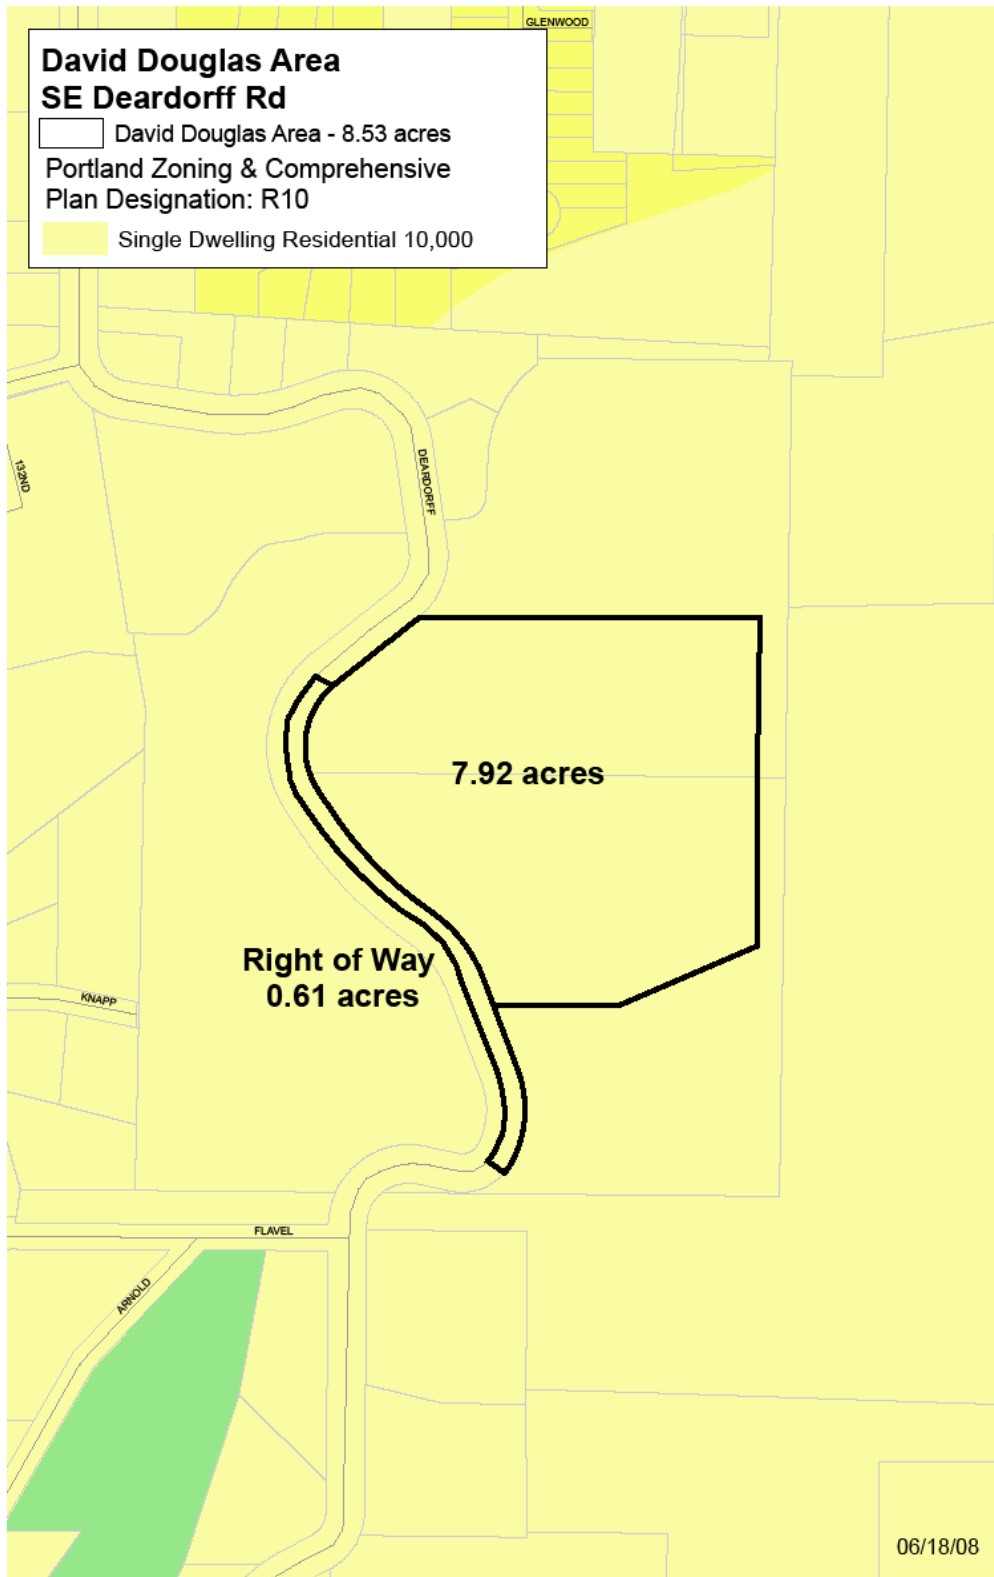 GLENWOOD
David Douglas Area
SE Deardorff Rd
David Douglas Area - 8.53 acres
Portland Zoning & Comprehensive
Plan Designation: R10
Single Dwelling Residential 10,000
132ND
DEARDORFF
7.92 acres
Right of Way
0.61 acres
KNAPP
FLAVEL
ARNOLD
06/18/08